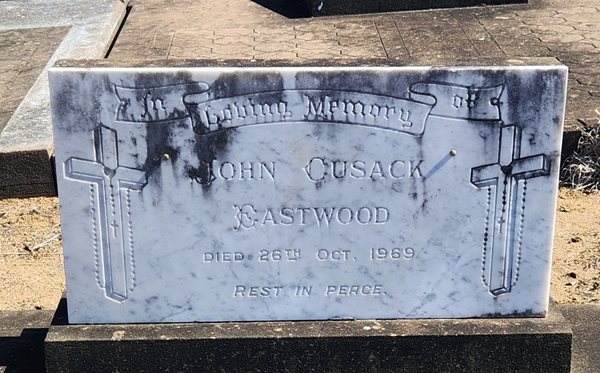 In Loving Memory of
JOHN CUSACK
EASTWOOD
DIED 26TH OCT. 1969.
REST IN PEACE.